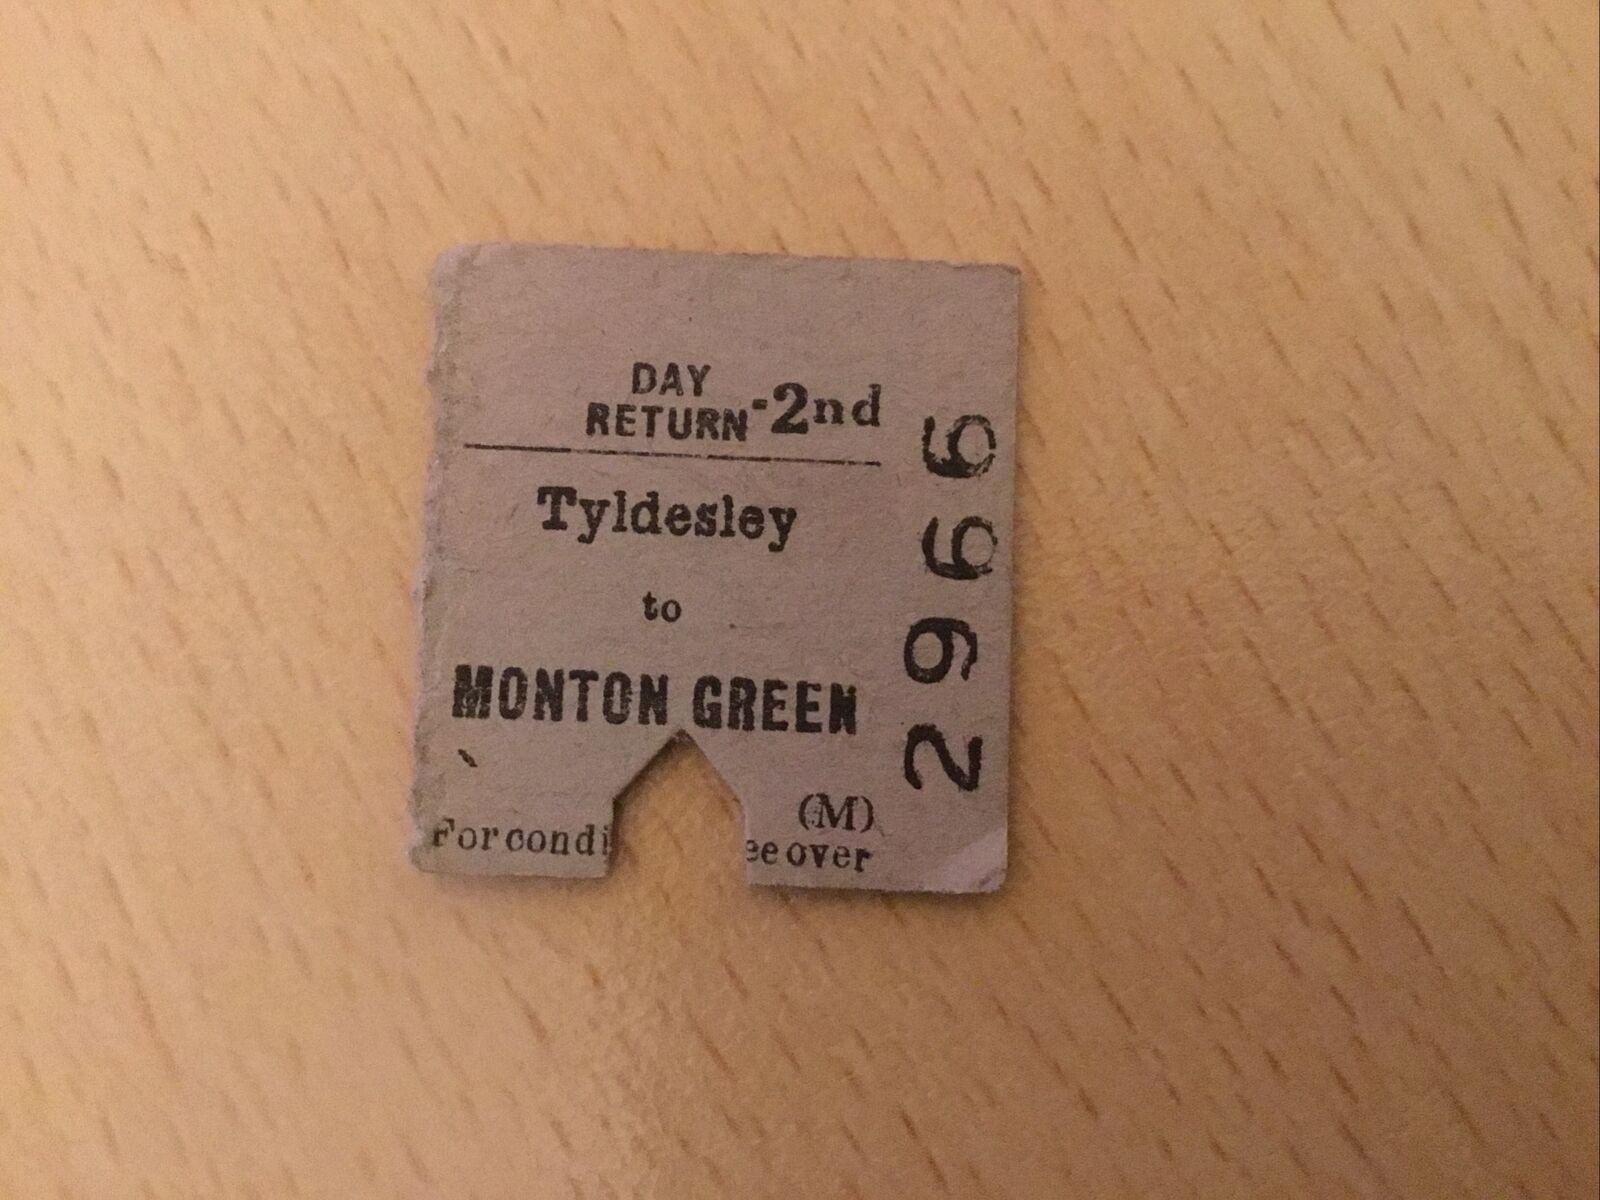 DAY
RETURN -2nd
Tyldesley
to
MONTON GREEN
(M)
For condi ee over
2966